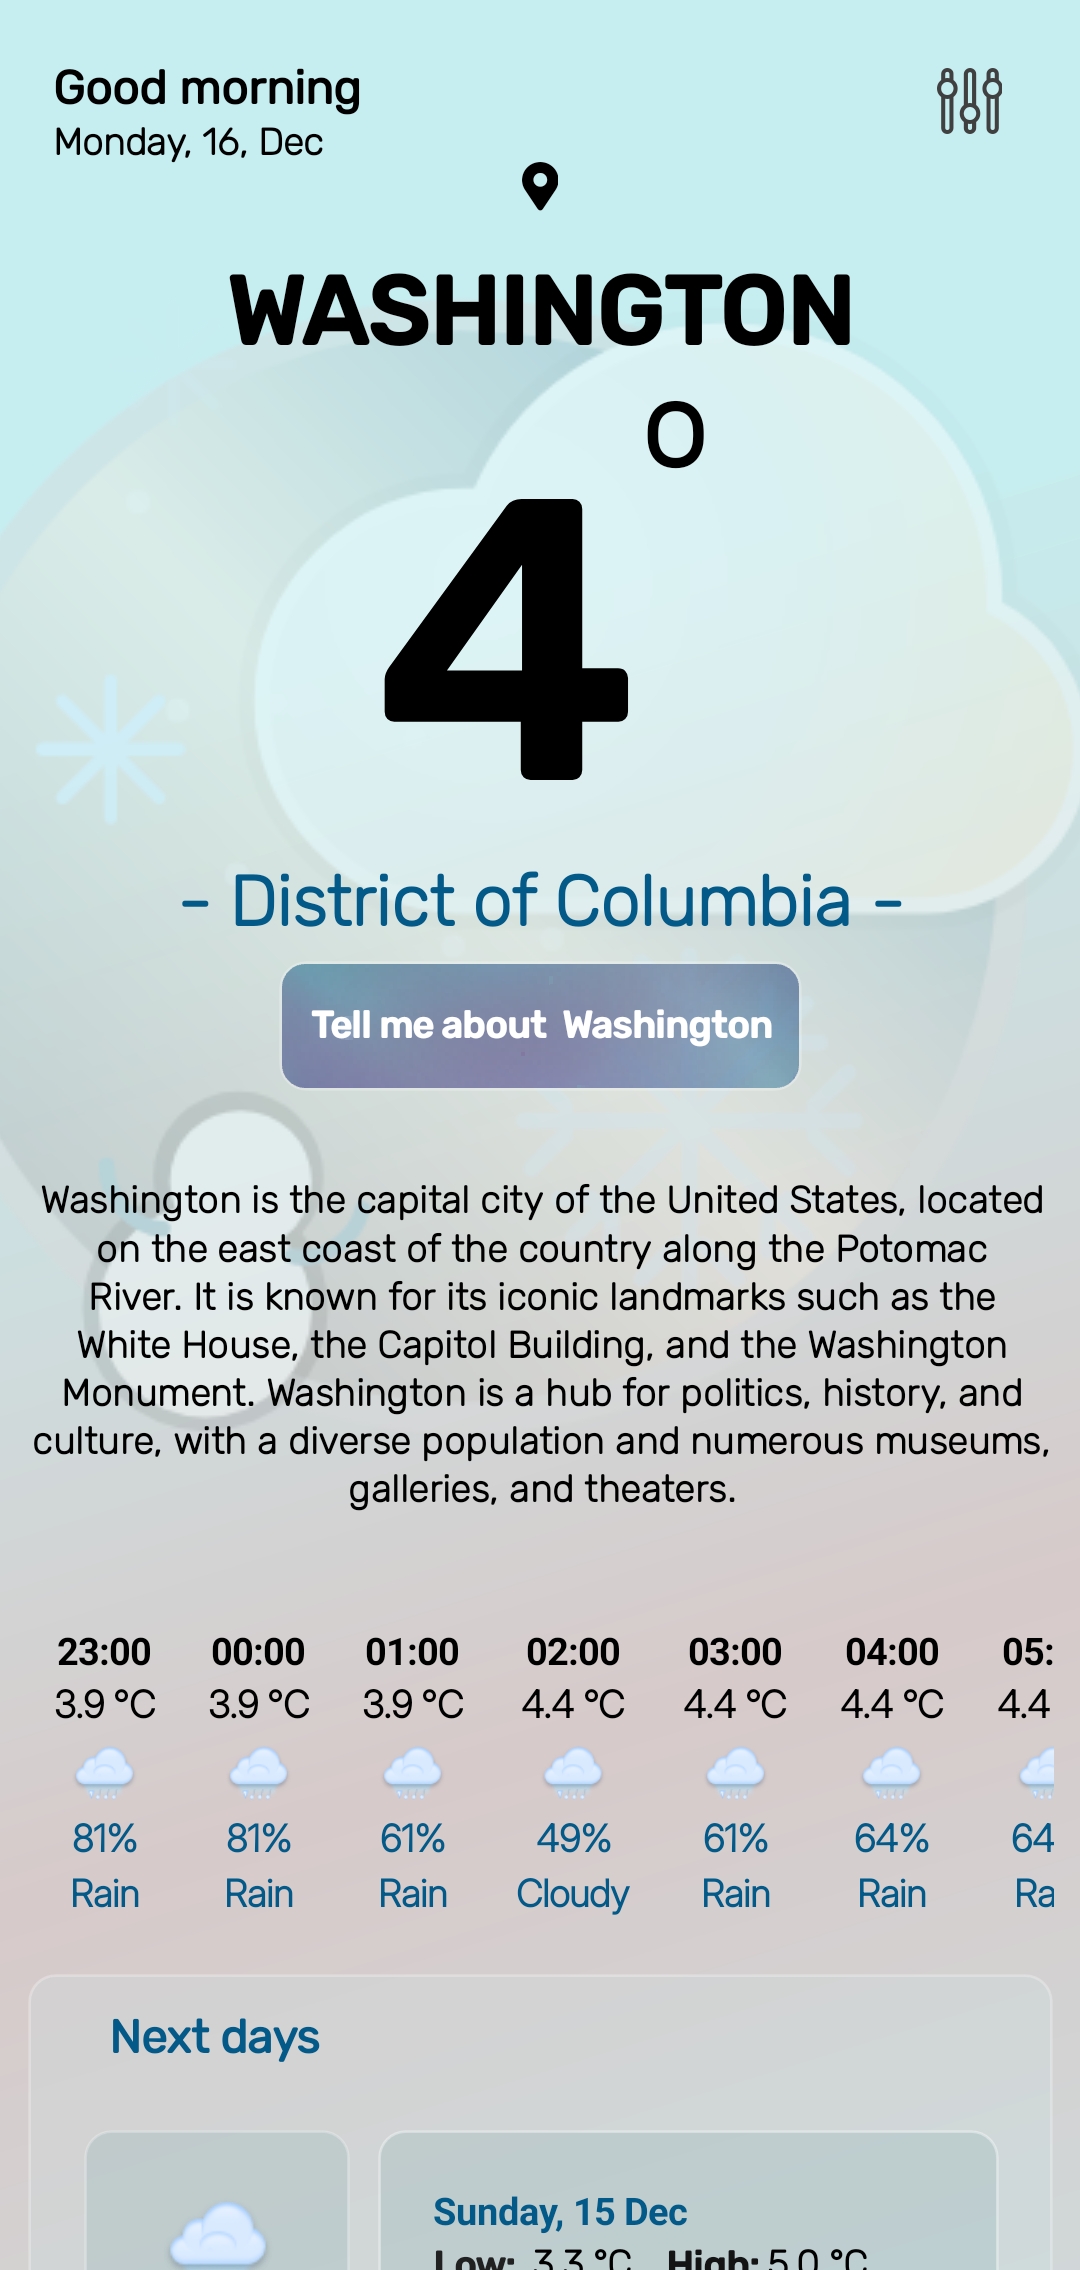 Good morning
Monday, 16, Dec
WASHINGTON
O
4
- District of Columbia -
Tell me about Washington
Washington is the capital city of the United States, located
on the east coast of the country along the Potomac
River. It is known for its iconic landmarks such as the
White House, the Capitol Building, and the Washington
Monument. Washington is a hub for politics, history, and
culture, with a diverse population and numerous museums,
galleries, and theaters.
23:00 00:00 01:00 02:00 03:00 04:00 05:
3.9 °C 3.9 °C 3.9 °C 4.4 °C 4.4 °C 4.4 °C 4.4
81% 81% 61% 49% 61% 64% 64
Rain Rain Rain Cloudy Rain Rain Ra
Next days
Sunday, 15 Dec
Low: 3.3 °C High: 5.0 °C